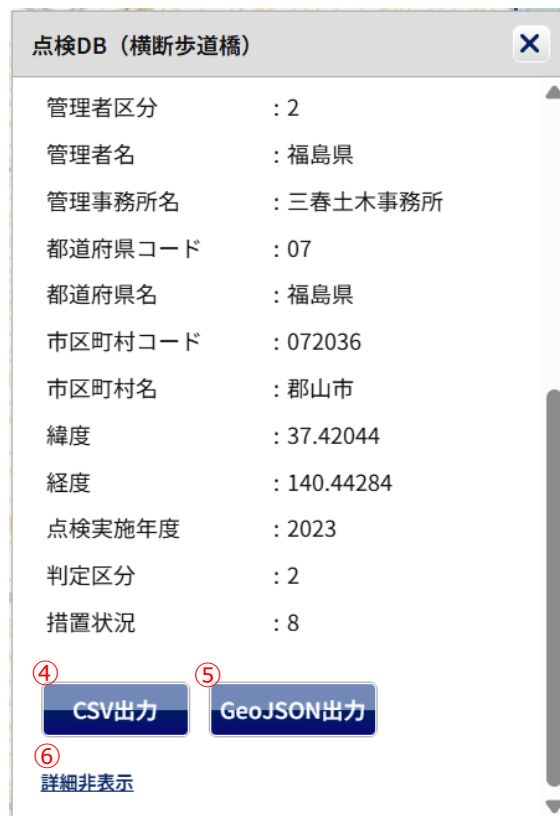 点検DB（横断歩道橋）
管理者区分 : 2
管理者名 : 福島県
管理事務所名 : 三春土木事務所
都道府県コード : 07
都道府県名 : 福島県
市区町村コード : 072036
市区町村名 : 郡山市
緯度 : 37.42044
経度 : 140.44284
点検実施年度 : 2023
判定区分 : 2
措置状況 : 8
④ ⑤
CSV出力 GeoJSON出力
⑥
詳細非表示